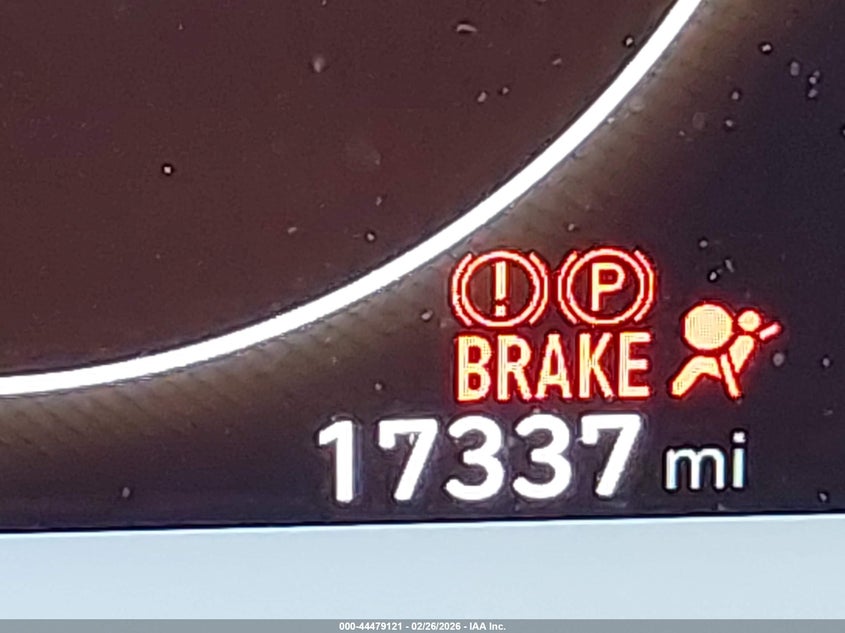 ! P
BRAKE
17337 mi
000-44479121 - 02/26/2026 - IAA Inc.